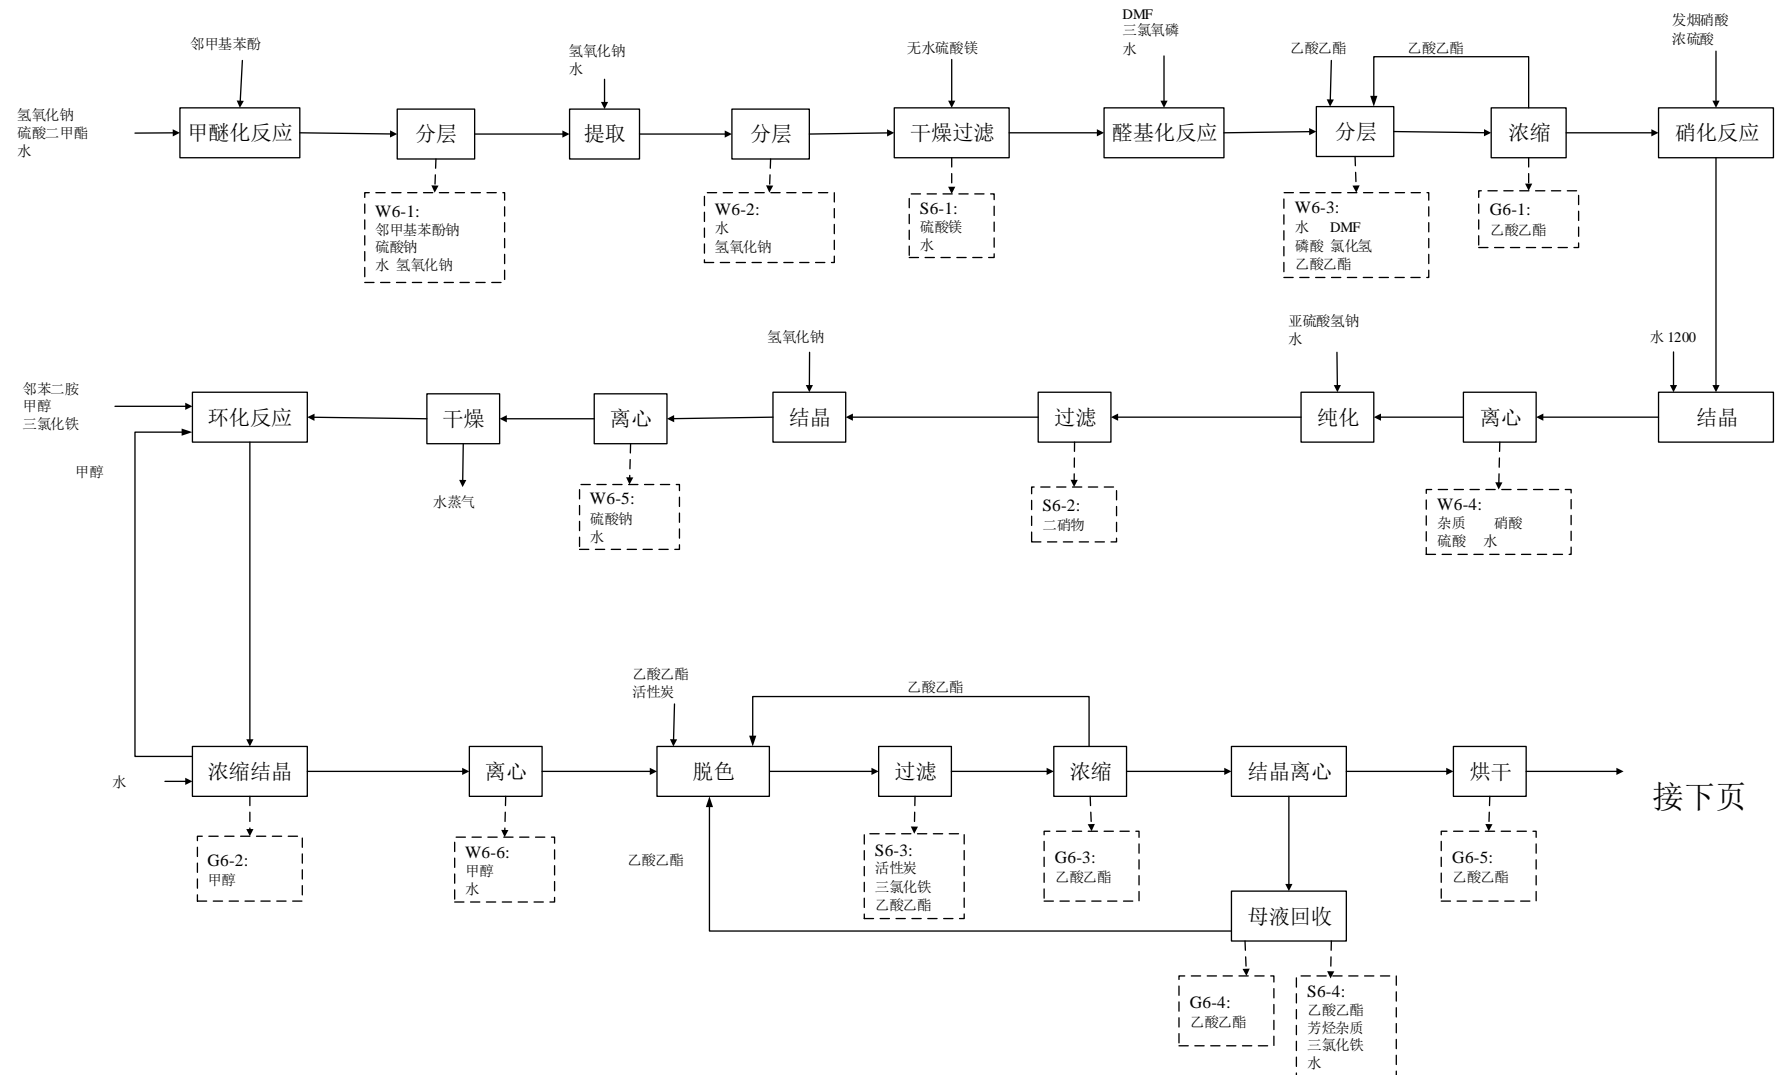 DMF
三氯氧磷
水
发烟硝酸
浓硫酸
邻甲基苯酚
氢氧化钠
水
无水硫酸镁
乙酸乙酯
乙酸乙酯
氢氧化钠
硫酸二甲酯
水
甲醚化反应
分层
提取
分层
干燥过滤
醛基化反应
分层
浓缩
硝化反应
W6-1:
邻甲基苯酚钠
硫酸钠
水 氢氧化钠
W6-2:
水
氢氧化钠
S6-1:
硫酸镁
水
W6-3:
水 DMF
磷酸 氯化氢
乙酸乙酯
G6-1:
乙酸乙酯
氢氧化钠
亚硫酸氢钠
水
水 1200
邻苯二胺
甲醇
三氯化铁
环化反应
干燥
离心
结晶
过滤
纯化
离心
结晶
甲醇
水蒸气
W6-5:
硫酸钠
水
S6-2:
二硝物
W6-4:
杂质 硝酸
硫酸 水
乙酸乙酯
活性炭
乙酸乙酯
水
浓缩结晶
离心
脱色
过滤
浓缩
结晶离心
烘干
接下页
G6-2:
甲醇
W6-6:
甲醇
水
乙酸乙酯
S6-3:
活性炭
三氯化铁
乙酸乙酯
G6-3:
乙酸乙酯
G6-5:
乙酸乙酯
母液回收
G6-4:
乙酸乙酯
S6-4:
乙酸乙酯
芳烃杂质
三氯化铁
水